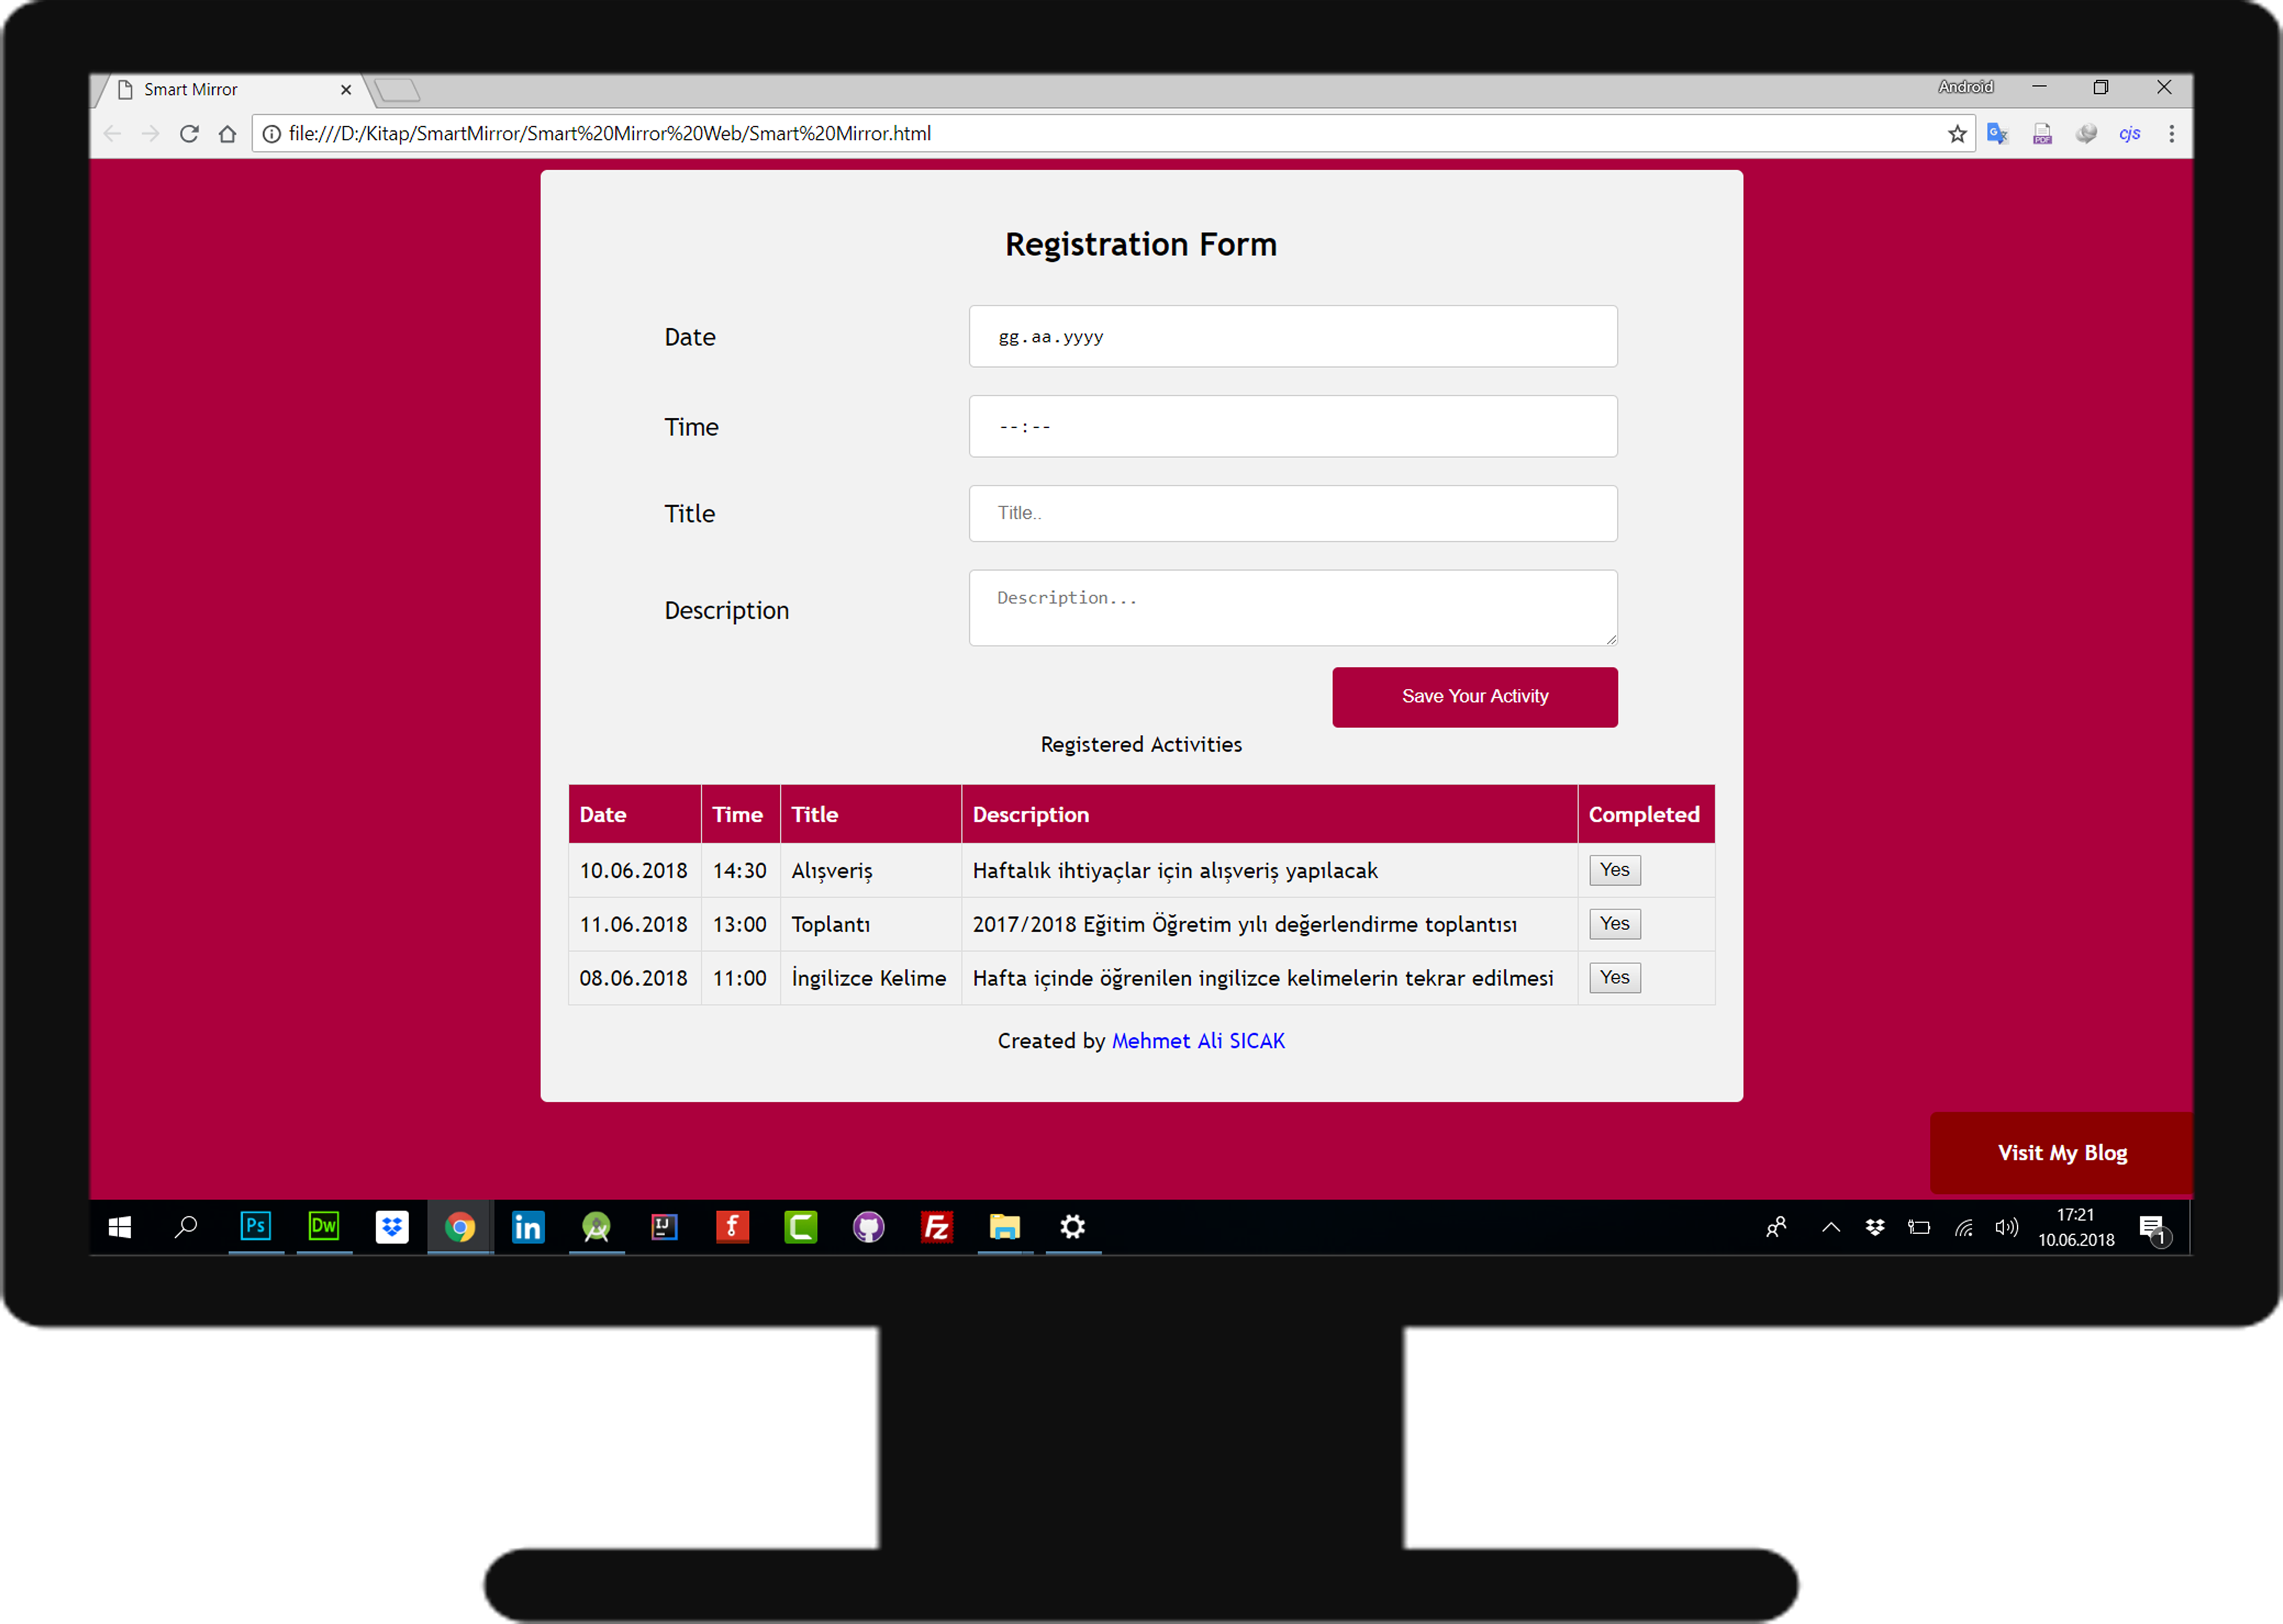 Smart Mirror
Android
file:///D:/Kitap/SmartMirror/Smart%20Mirror%20Web/Smart%20Mirror.html
PDF
cjs
Registration Form
Date
gg.aa.yyyy
Time
--:--
Title
Title..
Description
Description...
Save Your Activity
Registered Activities
Date Time Title Description Completed
10.06.2018 14:30 Alışveriş Haftalık ihtiyaçlar için alışveriş yapılacak Yes
11.06.2018 13:00 Toplantı 2017/2018 Eğitim Öğretim yılı değerlendirme toplantısı Yes
08.06.2018 11:00 İngilizce Kelime Hafta içinde öğrenilen ingilizce kelimelerin tekrar edilmesi Yes
Created by Mehmet Ali SICAK
Visit My Blog
Ps Dw in IJ f C Fz
17:21
10.06.2018
1